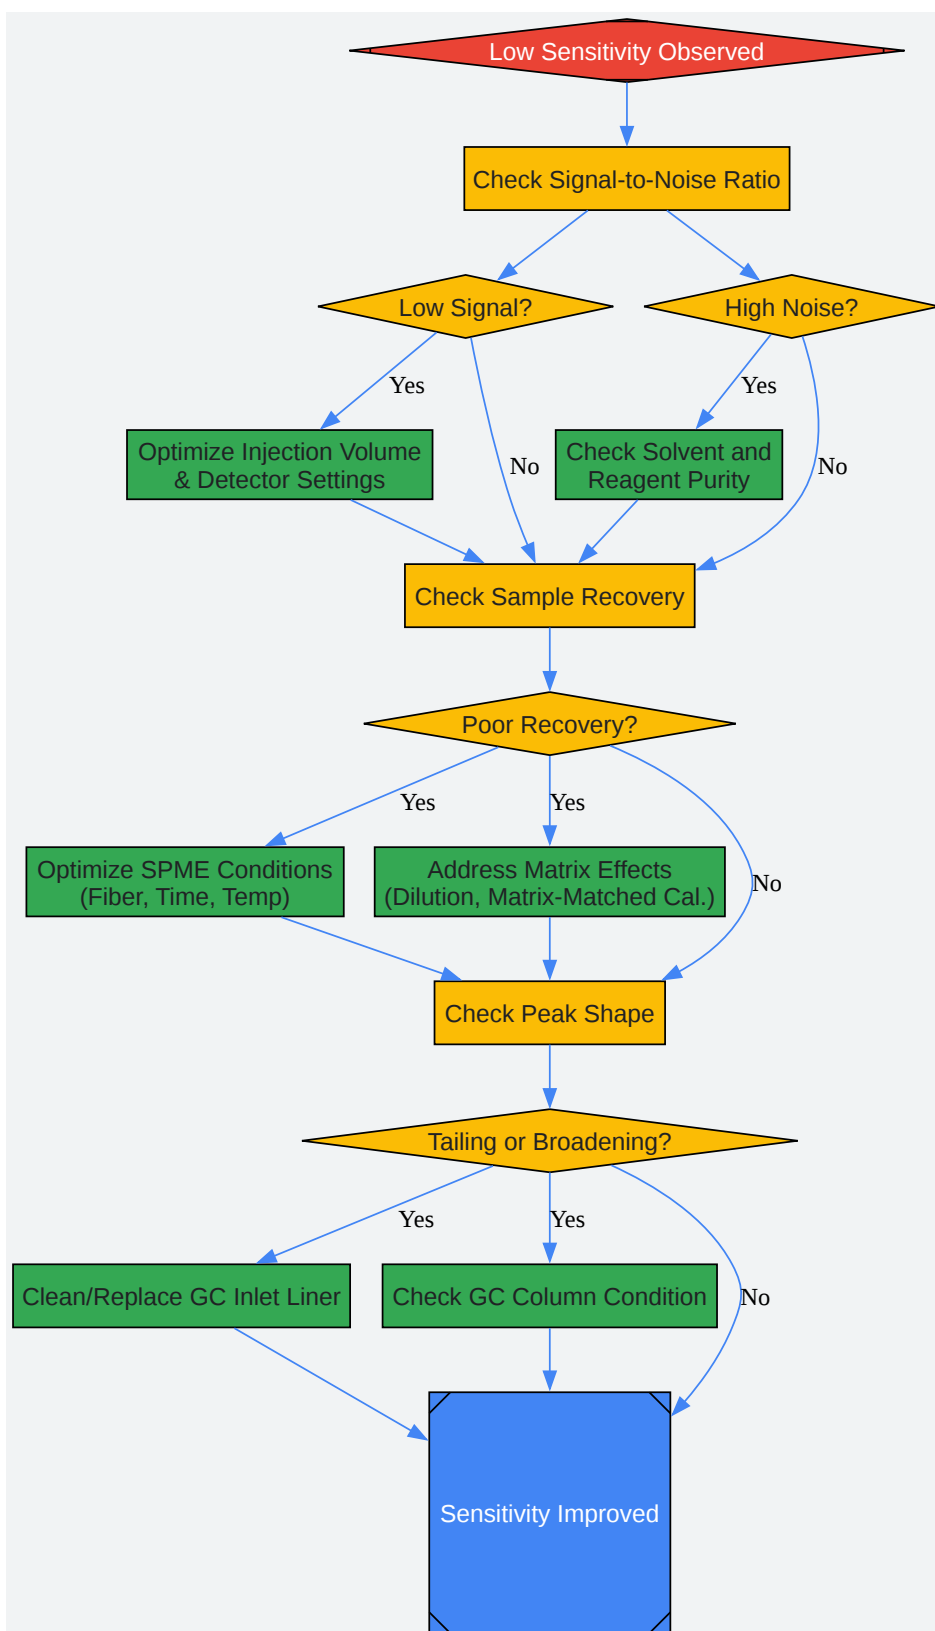 Low Sensitivity Observed
Check Signal-to-Noise Ratio
Low Signal?
High Noise?
Yes
Yes
Optimize Injection Volume
& Detector Settings
No
Check Solvent and
Reagent Purity
No
Check Sample Recovery
Poor Recovery?
Yes
Yes
Optimize SPME Conditions
(Fiber, Time, Temp)
Address Matrix Effects
(Dilution, Matrix-Matched Cal.)
No
Check Peak Shape
Tailing or Broadening?
Yes
Yes
Clean/Replace GC Inlet Liner
Check GC Column Condition
No
Sensitivity Improved